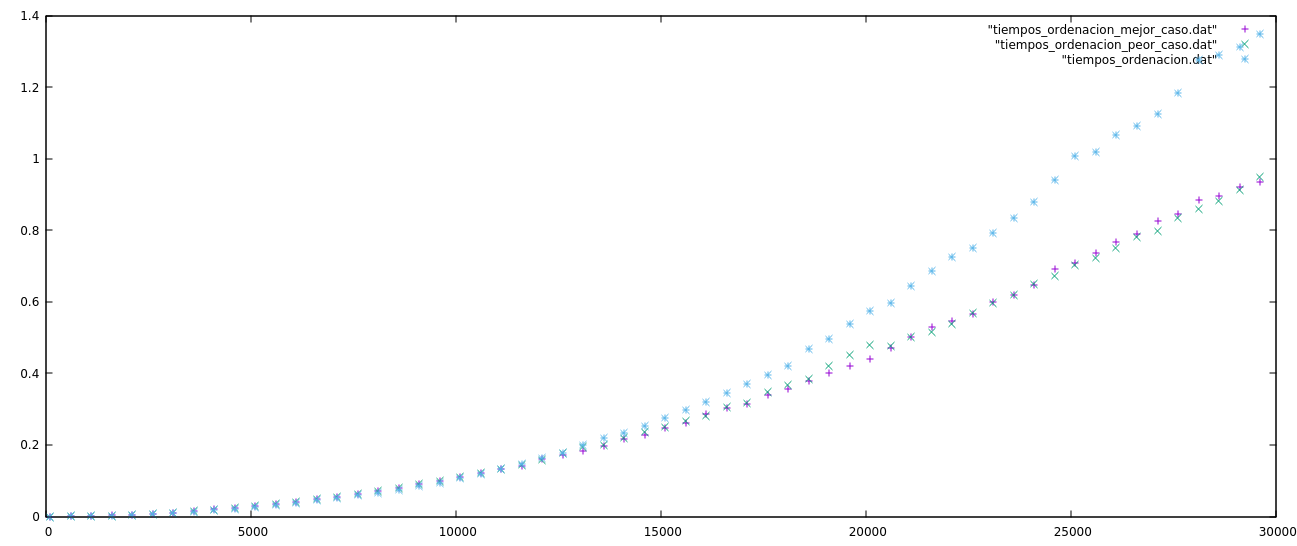 1.4
"tiempos_ordenacion_mejor_caso.dat"
"tiempos_ordenacion_peor_caso.dat"
"tiempos_ordenacion.dat"
1.2
1
0.8
0.6
0.4
0.2
0
0 5000 10000 15000 20000 25000 30000